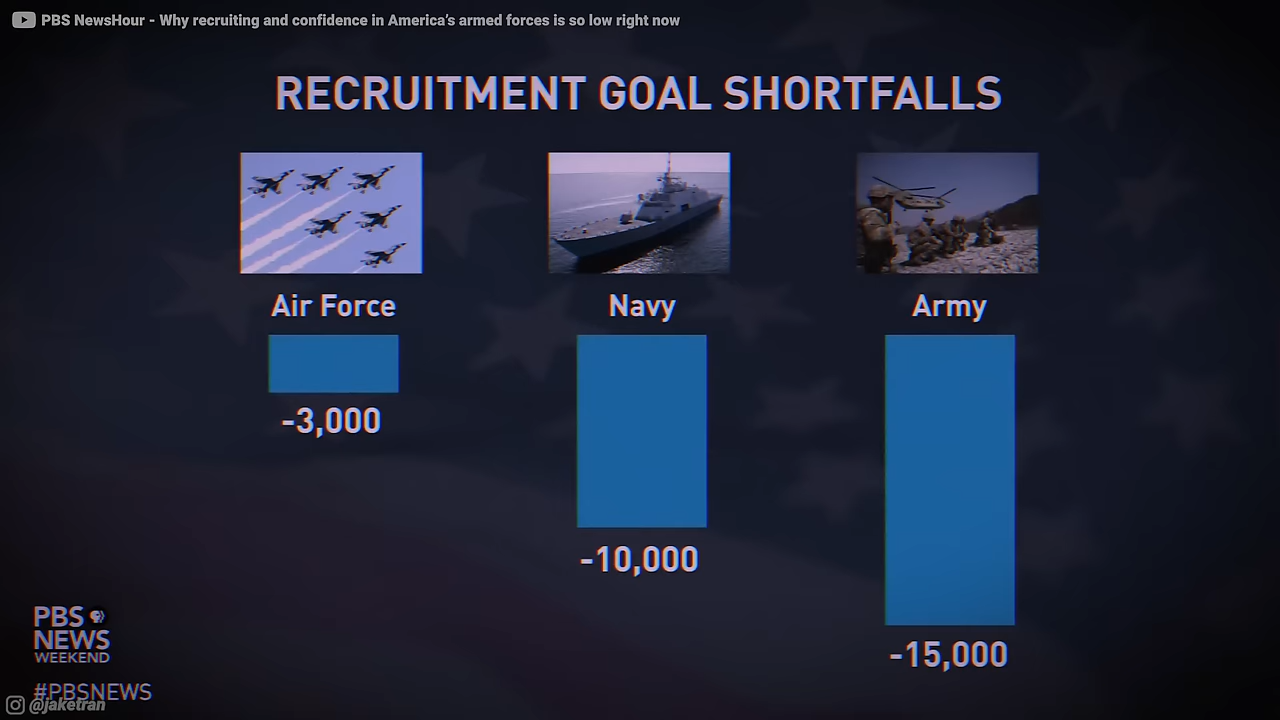 PBS NewsHour - Why recruiting and confidence in America's armed forces is so low right now
RECRUITMENT GOAL SHORTFALLS
Air Force
Navy
Army
-3,000
-10,000
-15,000
PBS
NEWS
WEEKEND
#PBSNEWS
@jaketran